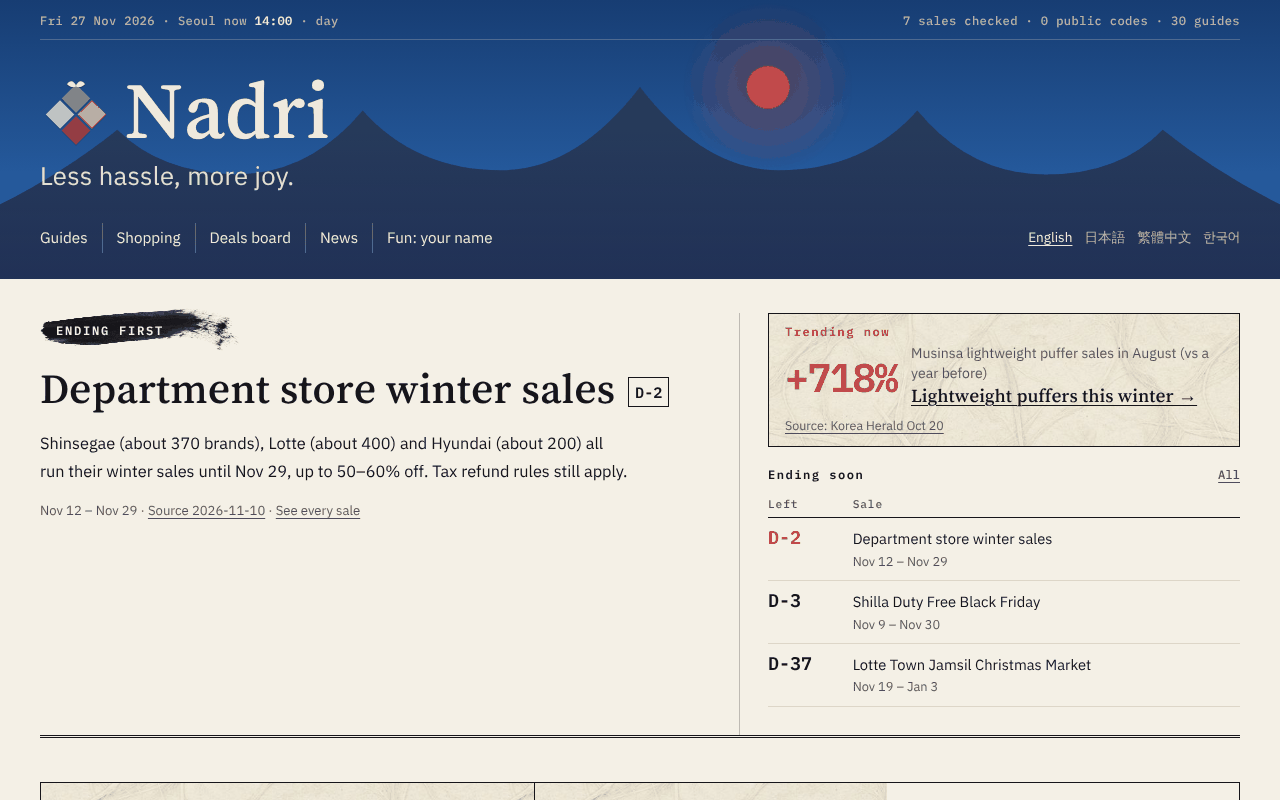 Fri 27 Nov 2026 · Seoul now 14:00 · day
7 sales checked · 0 public codes · 30 guides
Nadri
Less hassle, more joy.
Guides
Shopping
Deals board
News
Fun: your name
English 日本語 繁體中文 한국어
ENDING FIRST
Department store winter sales D-2
Shinsegae (about 370 brands), Lotte (about 400) and Hyundai (about 200) all
run their winter sales until Nov 29, up to 50–60% off. Tax refund rules still apply.
Nov 12 – Nov 29 · Source 2026-11-10 · See every sale
Trending now
+718%
Musinsa lightweight puffer sales in August (vs a
year before)
Lightweight puffers this winter →
Source: Korea Herald Oct 20
Ending soon
All
Left Sale
D-2 Department store winter sales
Nov 12 – Nov 29
D-3 Shilla Duty Free Black Friday
Nov 9 – Nov 30
D-37 Lotte Town Jamsil Christmas Market
Nov 19 – Jan 3